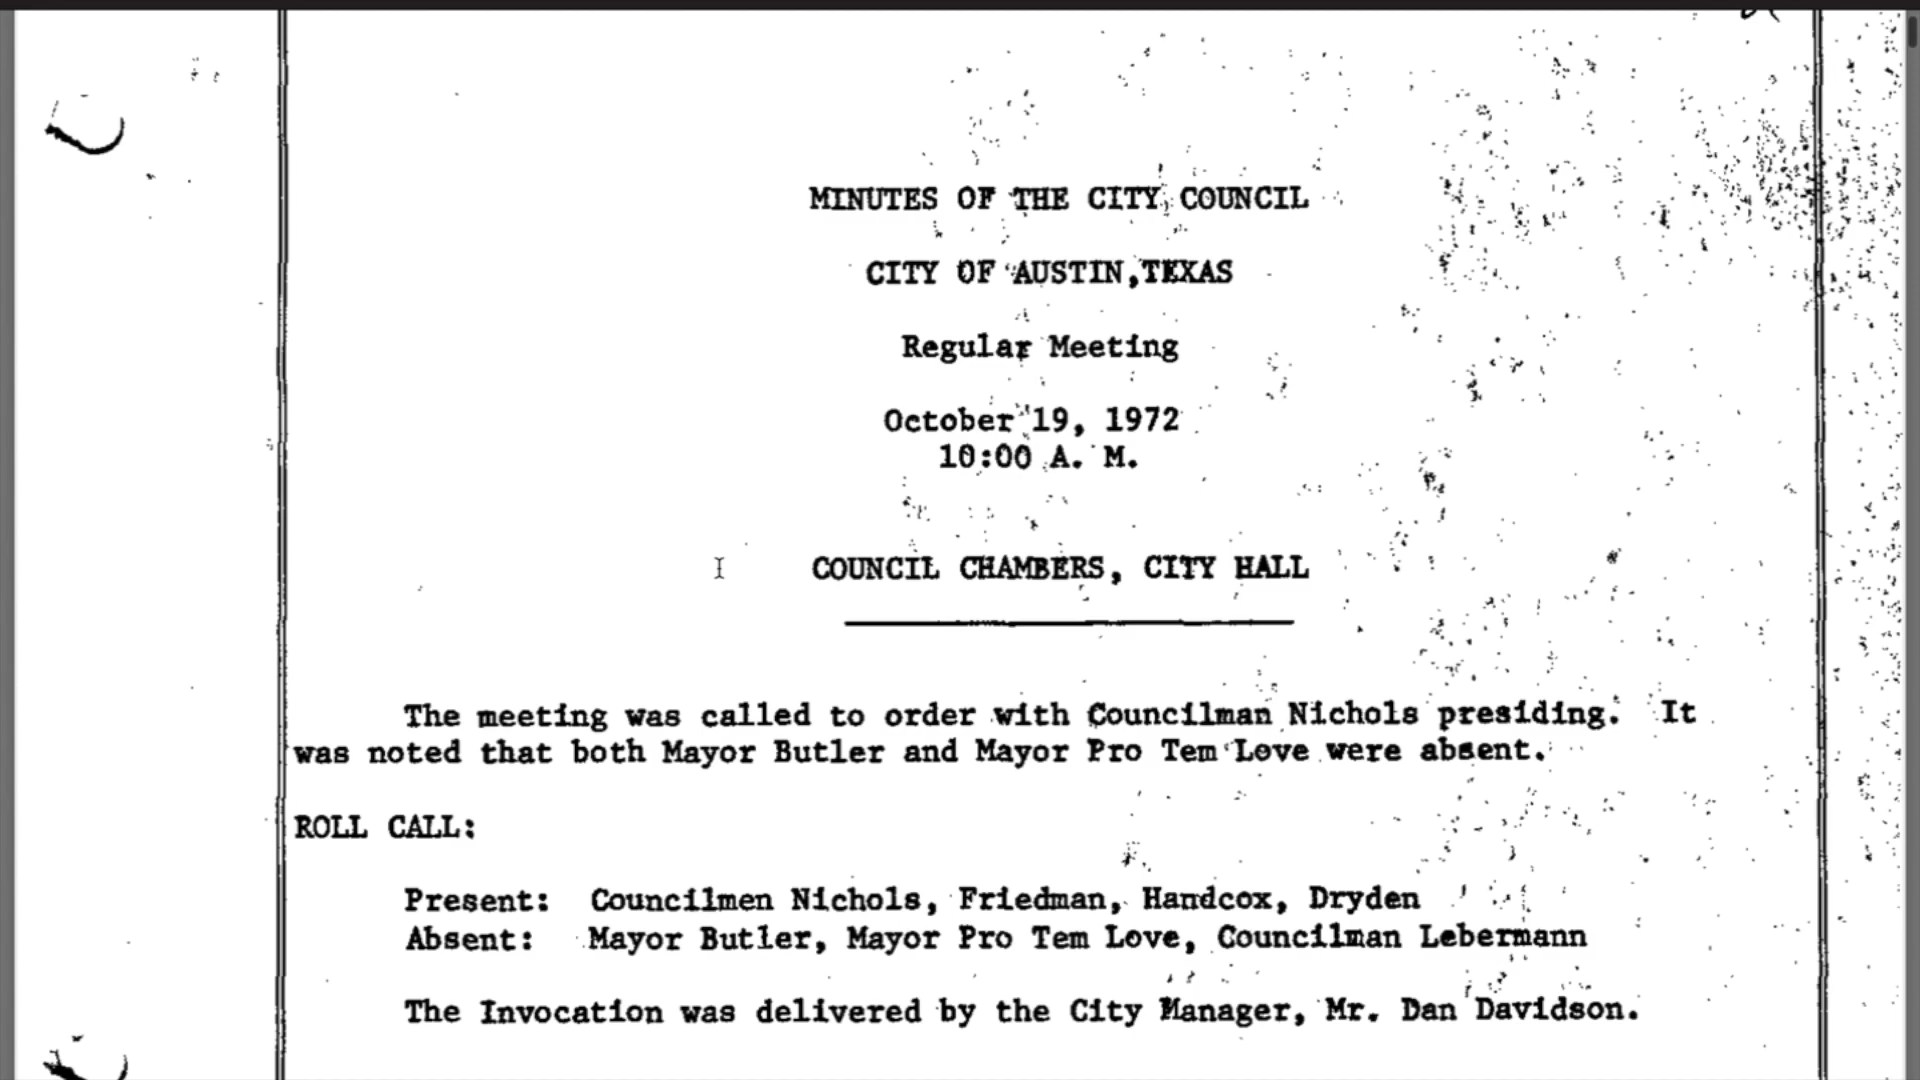 MINUTES OF THE CITY COUNCIL
CITY OF AUSTIN,TEXAS
Regular Meeting
October 19, 1972
10:00 A. M.
COUNCIL CHAMBERS, CITY HALL
The meeting was called to order with Councilman Nichols presiding. It
was noted that both Mayor Butler and Mayor Pro Tem Love were absent.
ROLL CALL:
Present: Councilmen Nichols, Friedman, Handcox, Dryden
Absent: Mayor Butler, Mayor Pro Tem Love, Councilman Lebermann
The Invocation was delivered by the City Manager, Mr. Dan Davidson.